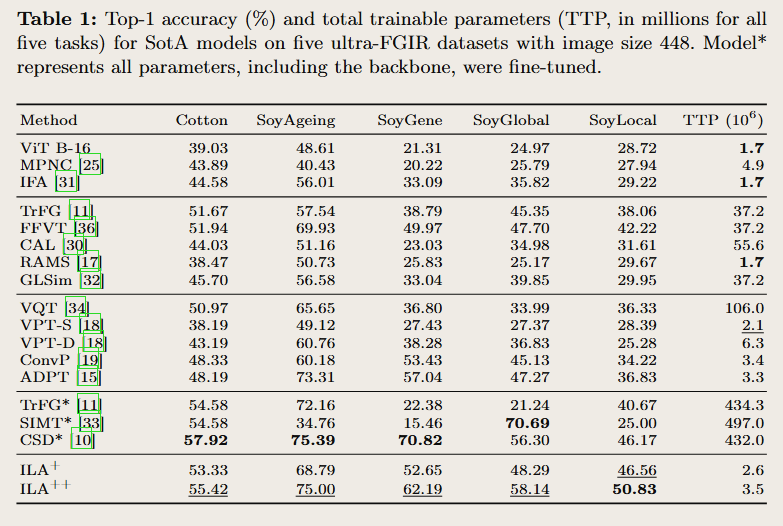 Table 1: Top-1 accuracy (%) and total trainable parameters (TTP, in millions for all
five tasks) for SotA models on five ultra-FGIR datasets with image size 448. Model*
represents all parameters, including the backbone, were fine-tuned.
Method Cotton SoyAgeing SoyGene SoyGlobal SoyLocal TTP (10⁶)
ViT B-16 39.03 48.61 21.31 24.97 28.72 1.7
MPNC [25] 43.89 40.43 20.22 25.79 27.94 4.9
IFA [31] 44.58 56.01 33.09 35.82 29.22 1.7
TrFG [11] 51.67 57.54 38.79 45.35 38.06 37.2
FFVT [36] 51.94 69.93 49.97 47.70 42.22 37.2
CAL [30] 44.03 51.16 23.03 34.98 31.61 55.6
RAMS [17] 38.47 50.73 25.83 25.17 29.67 1.7
GLSim [32] 45.70 56.58 33.04 39.85 29.95 37.2
VQT [34] 50.97 65.65 36.80 33.99 36.33 106.0
VPT-S [18] 38.19 49.12 27.43 27.37 28.39 2.1
VPT-D [18] 43.19 60.76 38.28 36.83 25.28 6.3
ConvP [19] 48.33 60.18 53.43 45.13 34.22 3.4
ADPT [15] 48.19 73.31 57.04 47.27 36.83 3.3
TrFG* [11] 54.58 72.16 22.38 21.24 40.67 434.3
SIMT* [33] 54.58 34.76 15.46 70.69 25.00 497.0
CSD* [10] 57.92 75.39 70.82 56.30 46.17 432.0
ILA⁺ 53.33 68.79 52.65 48.29 46.56 2.6
ILA⁺⁺ 55.42 75.00 62.19 58.14 50.83 3.5